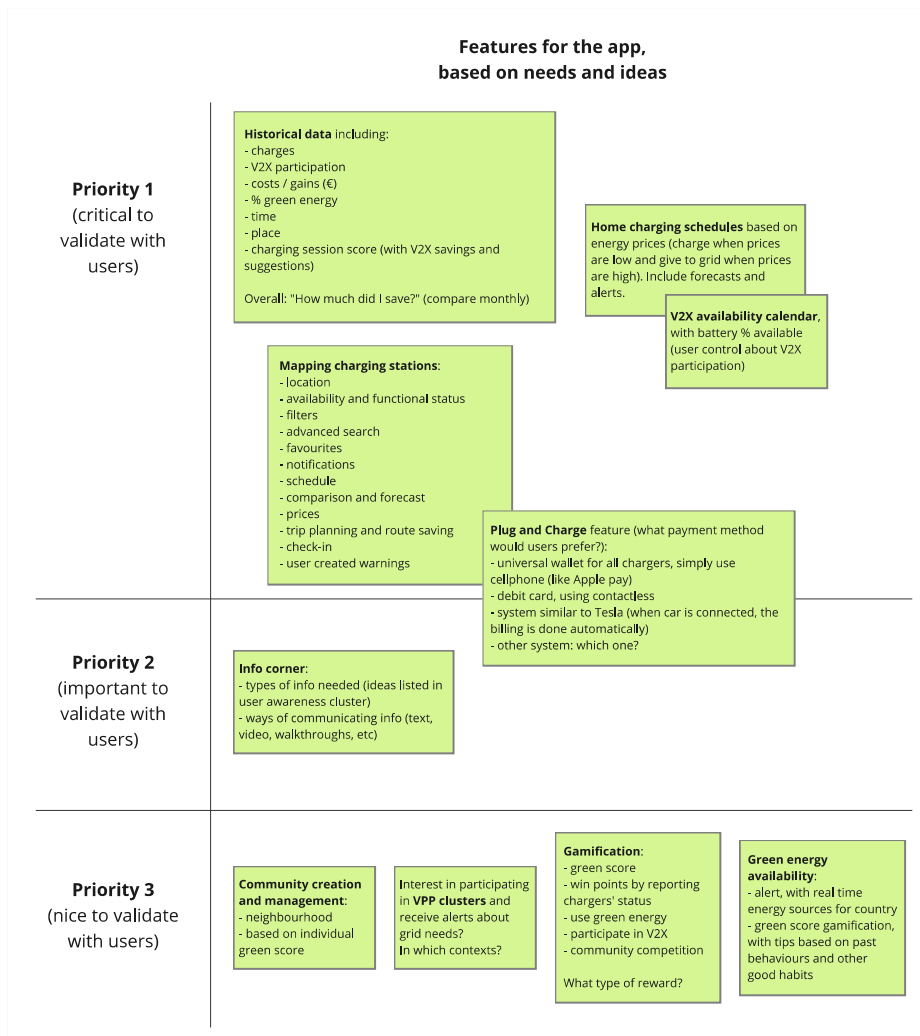 Features for the app,
based on needs and ideas
Priority 1
(critical to
validate with
users)
Historical data including:
- charges
- V2X participation
- costs / gains (€)
- % green energy
- time
- place
- charging session score (with V2X savings and
suggestions)
Overall: "How much did I save?" (compare monthly)
Home charging schedules based on
energy prices (charge when prices
are low and give to grid when prices
are high). Include forecasts and
alerts.
V2X availability calendar,
with battery % available
(user control about V2X
participation)
Mapping charging stations:
- location
- availability and functional status
- filters
- advanced search
- favourites
- notifications
- schedule
- comparison and forecast
- prices
- trip planning and route saving
- check-in
- user created warnings
Plug and Charge feature (what payment method
would users prefer?):
- universal wallet for all chargers, simply use
cellphone (like Apple pay)
- debit card, using contactless
- system similar to Tesla (when car is connected, the
billing is done automatically)
- other system: which one?
Priority 2
(important to
validate with
users)
Info corner:
- types of info needed (ideas listed in
user awareness cluster)
- ways of communicating info (text,
video, walkthroughs, etc)
Priority 3
(nice to validate
with users)
Community creation
and management:
- neighbourhood
- based on individual
green score
Interest in participating
in VPP clusters and
receive alerts about
grid needs?
In which contexts?
Gamification:
- green score
- win points by reporting
chargers' status
- use green energy
- participate in V2X
- community competition
What type of reward?
Green energy
availability:
- alert, with real time
energy sources for country
- green score gamification,
with tips based on past
behaviours and other
good habits